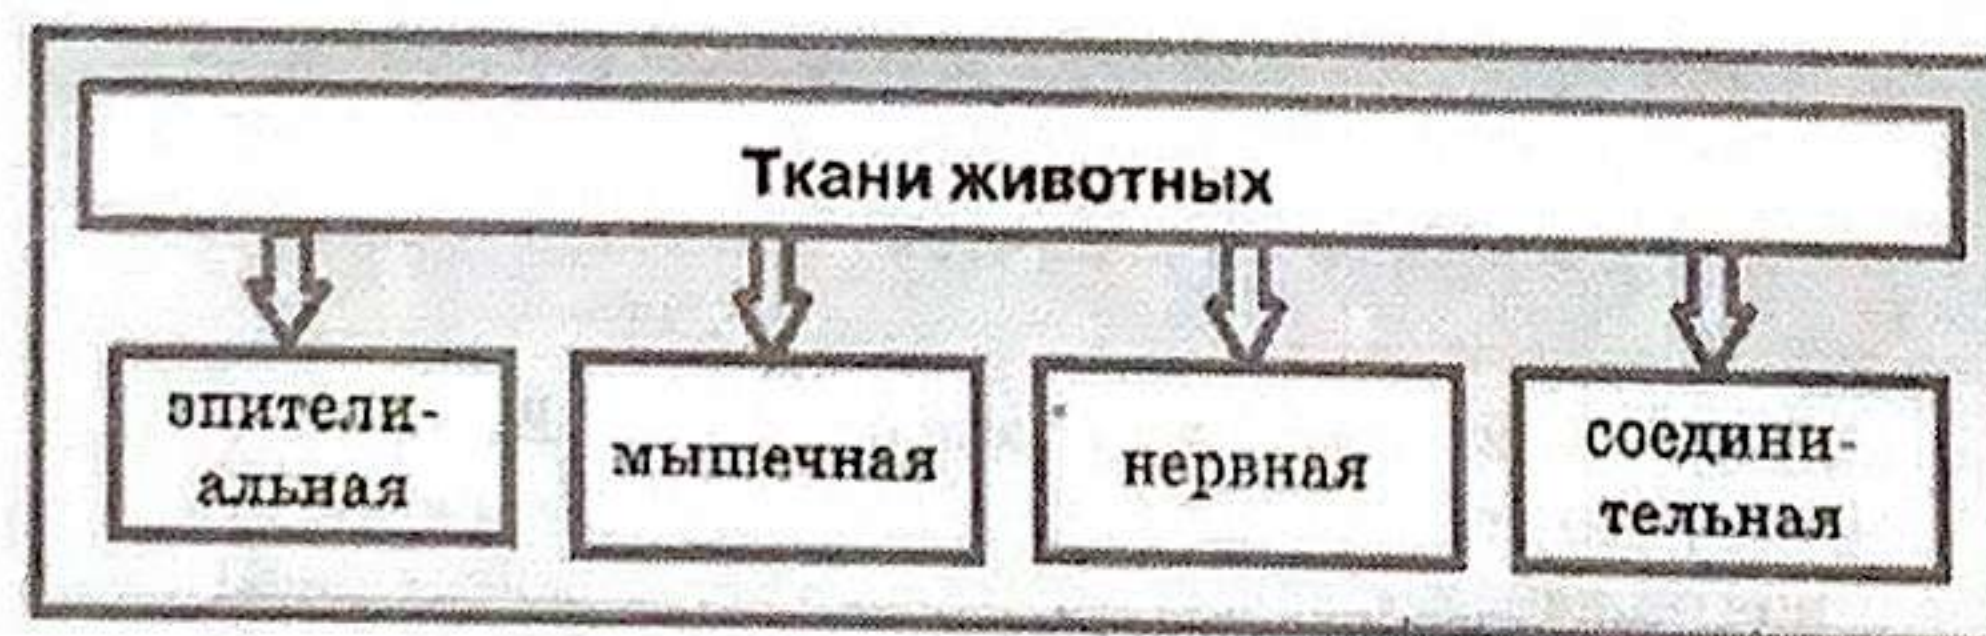 Ткани животных
эпители-
альная
мышечная
нервная
соедини-
тельная